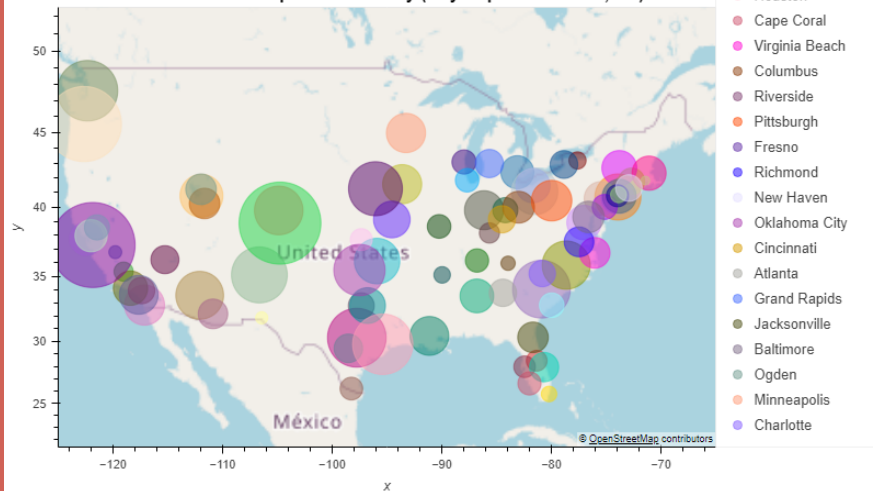 Cape Coral
Virginia Beach
Columbus
Riverside
Pittsburgh
Fresno
Richmond
New Haven
Oklahoma City
Cincinnati
Atlanta
Grand Rapids
Jacksonville
Baltimore
Ogden
Minneapolis
Charlotte
50
45
40
35
30
25
y
United States
México
© OpenStreetMap contributors
−120
−110
−100
−90
−80
−70
x